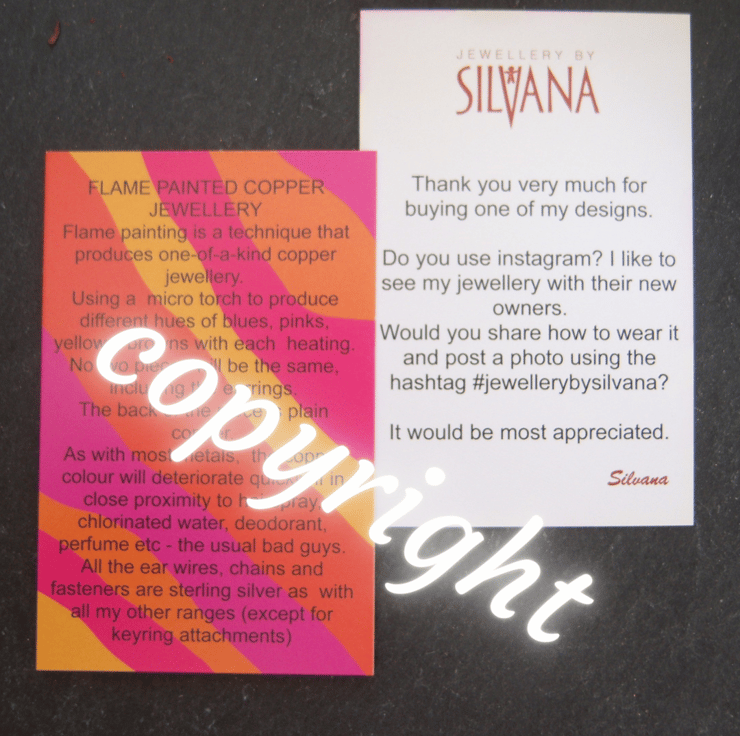 FLAME PAINTED COPPER
JEWELLERY
Flame painting is a technique that
produces one-of-a-kind copper
jewellery.
Using a micro torch to produce
different hues of blues, pinks,
with each heating.
No be the same,
The back plain
As with most
colour will deteriorate in
close proximity to
chlorinated water, deodorant,
perfume etc - the usual bad guys.
All the ear wires, chains and
fasteners are sterling silver as with
all my other ranges (except for
keyring attachments)
JEWELLERY BY
SILVANA
Thank you very much for
buying one of my designs.
Do you use instagram? I like to
see my jewellery with their new
owners.
Would you share how to wear it
and post a photo using the
hashtag #jewellerybysilvana?
It would be most appreciated.
Silvana
copyright